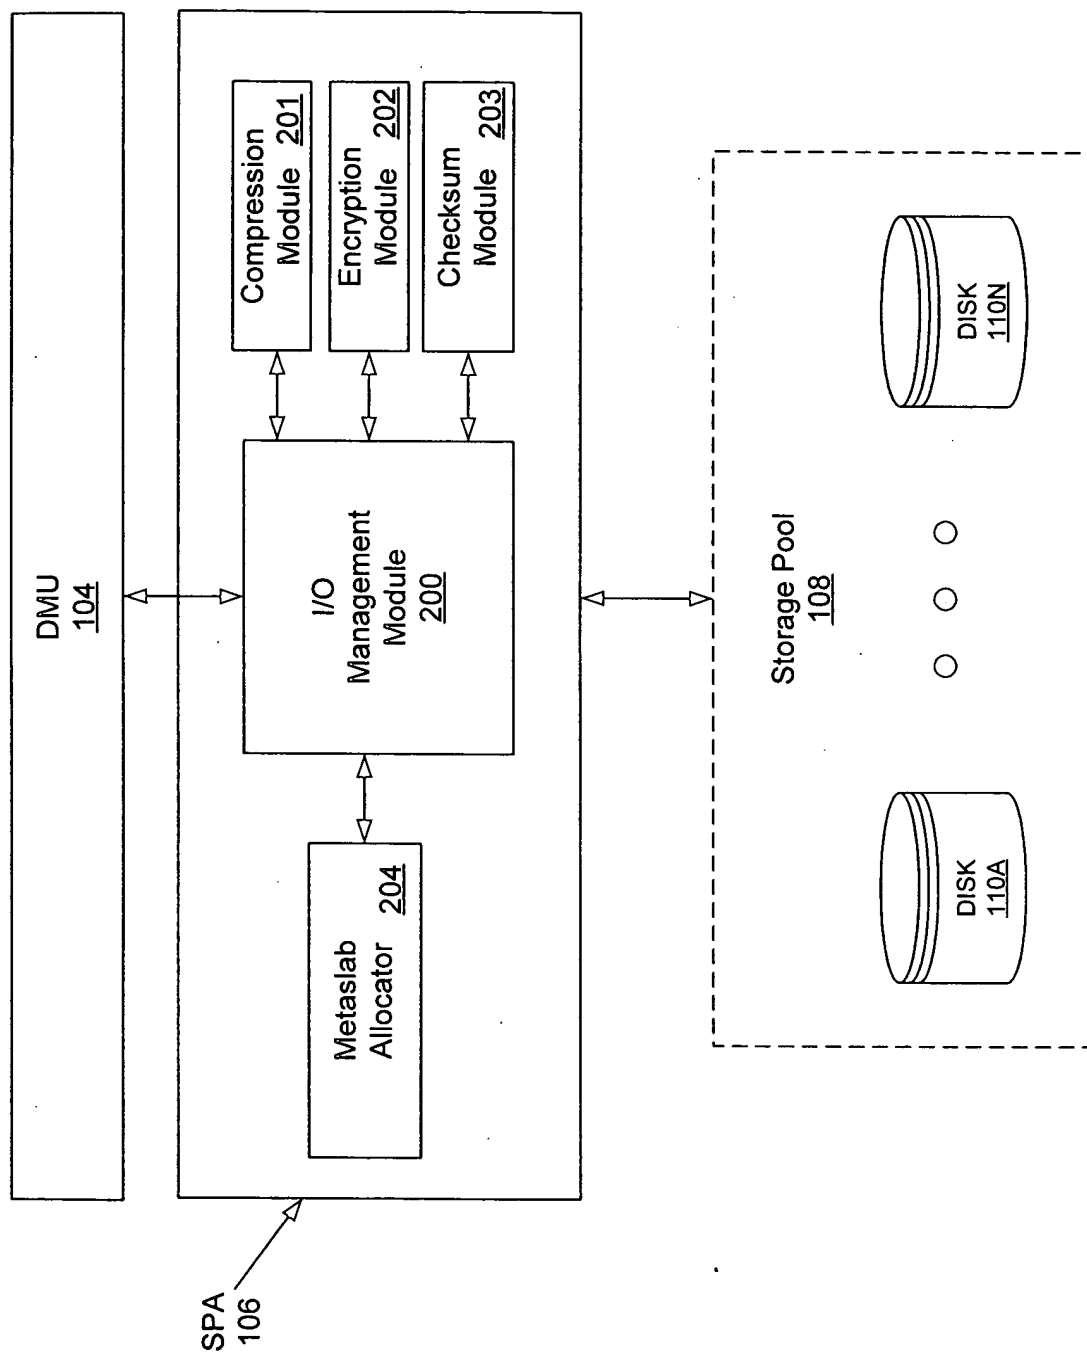 DMU
104
SPA
106
Metaslab
Allocator 204
I/O
Management
Module
200
Compression
Module 201
Encryption
Module 202
Checksum
Module 203
Storage Pool
108
DISK
110A
DISK
110N